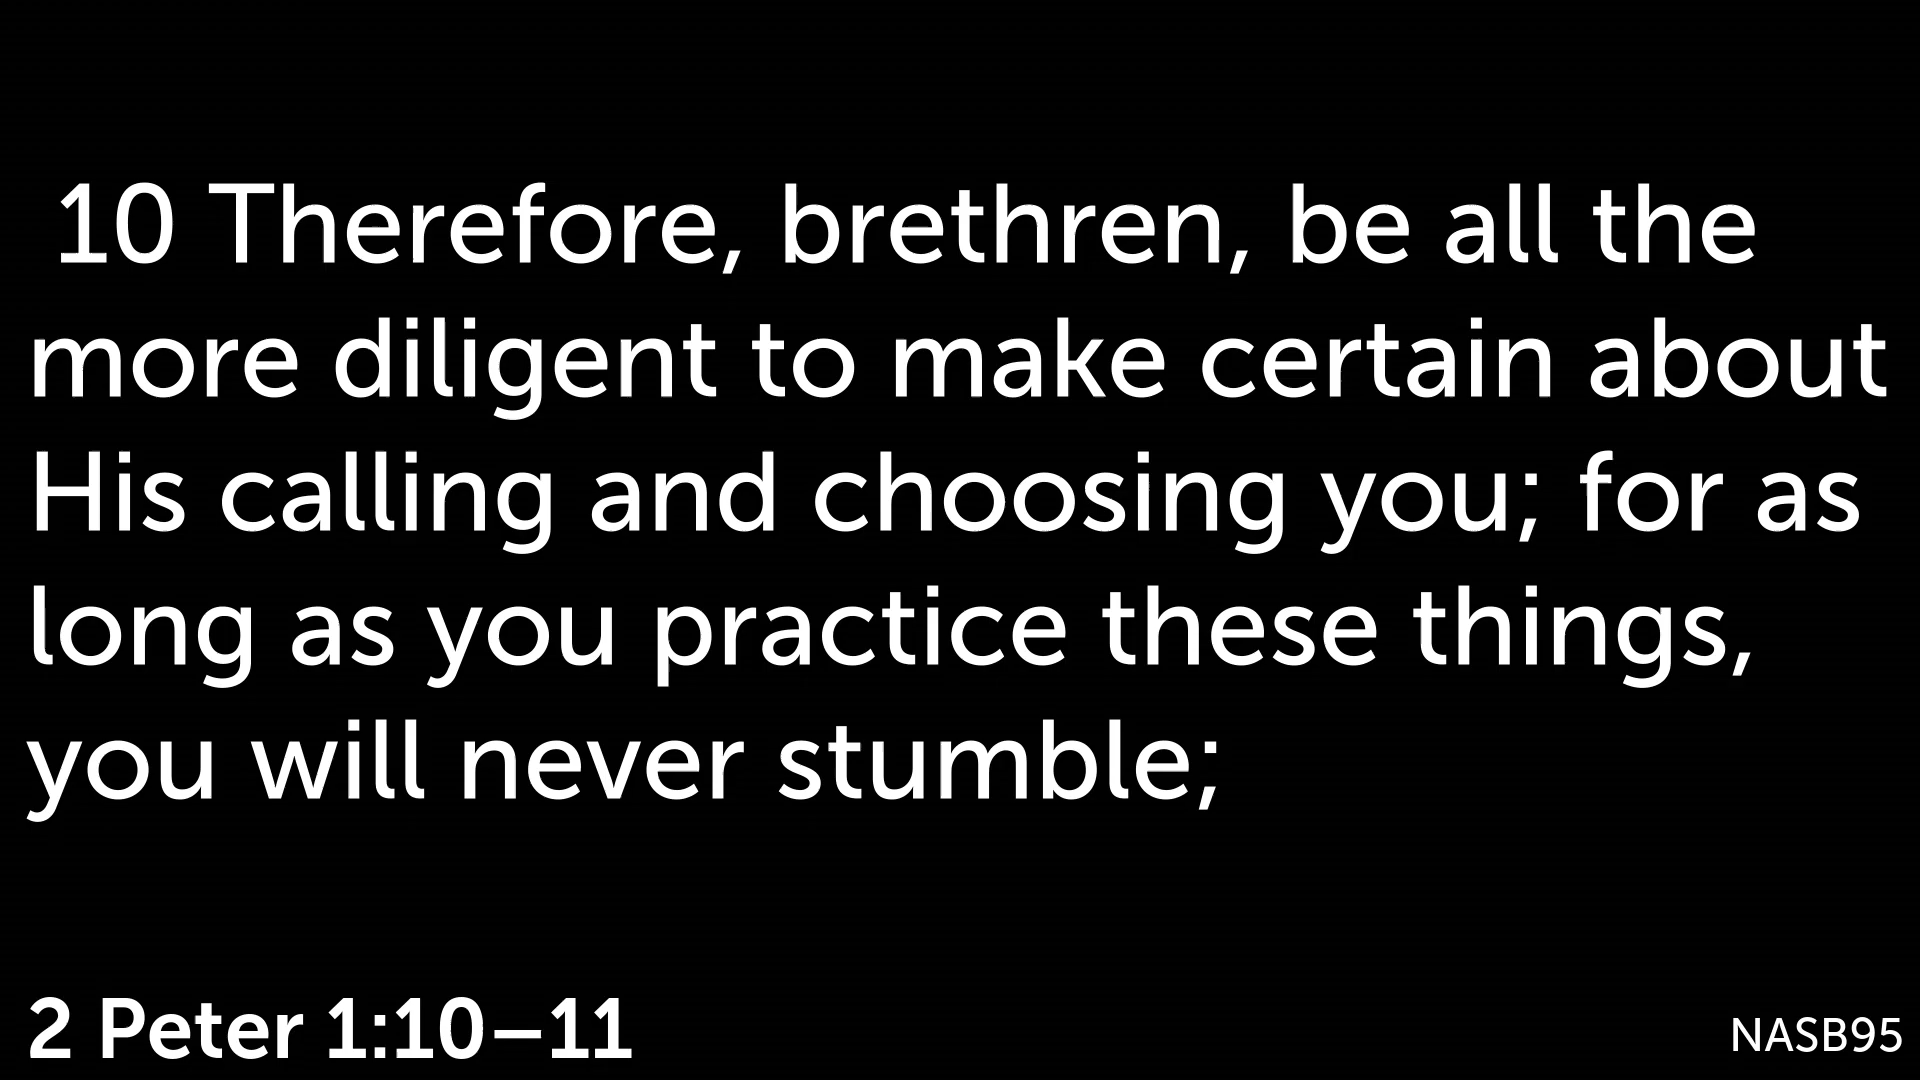 10 Therefore, brethren, be all the
more diligent to make certain about
His calling and choosing you; for as
long as you practice these things,
you will never stumble;
2 Peter 1:10–11
NASB95